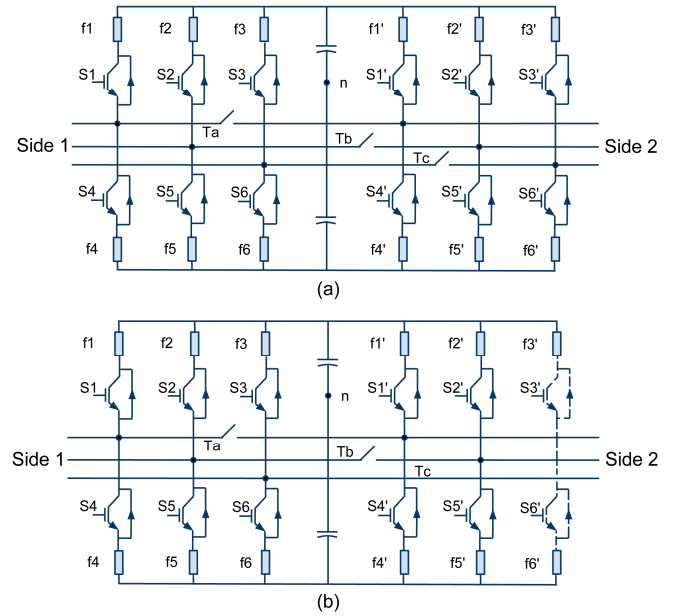 f1 f2 f3 f1' f2' f3'
S1 S2 S3 n S1' S2' S3'
Ta
Side 1 Tb Side 2
Tc
S4 S5 S6 S4' S5' S6'
f4 f5 f6 f4' f5' f6'
(a)
f1 f2 f3 f1' f2' f3'
S1 S2 S3 n S1' S2' S3'
Ta Tb
Side 1 Side 2
Tc
S4 S5 S6 S4' S5' S6'
f4 f5 f6 f4' f5' f6'
(b)